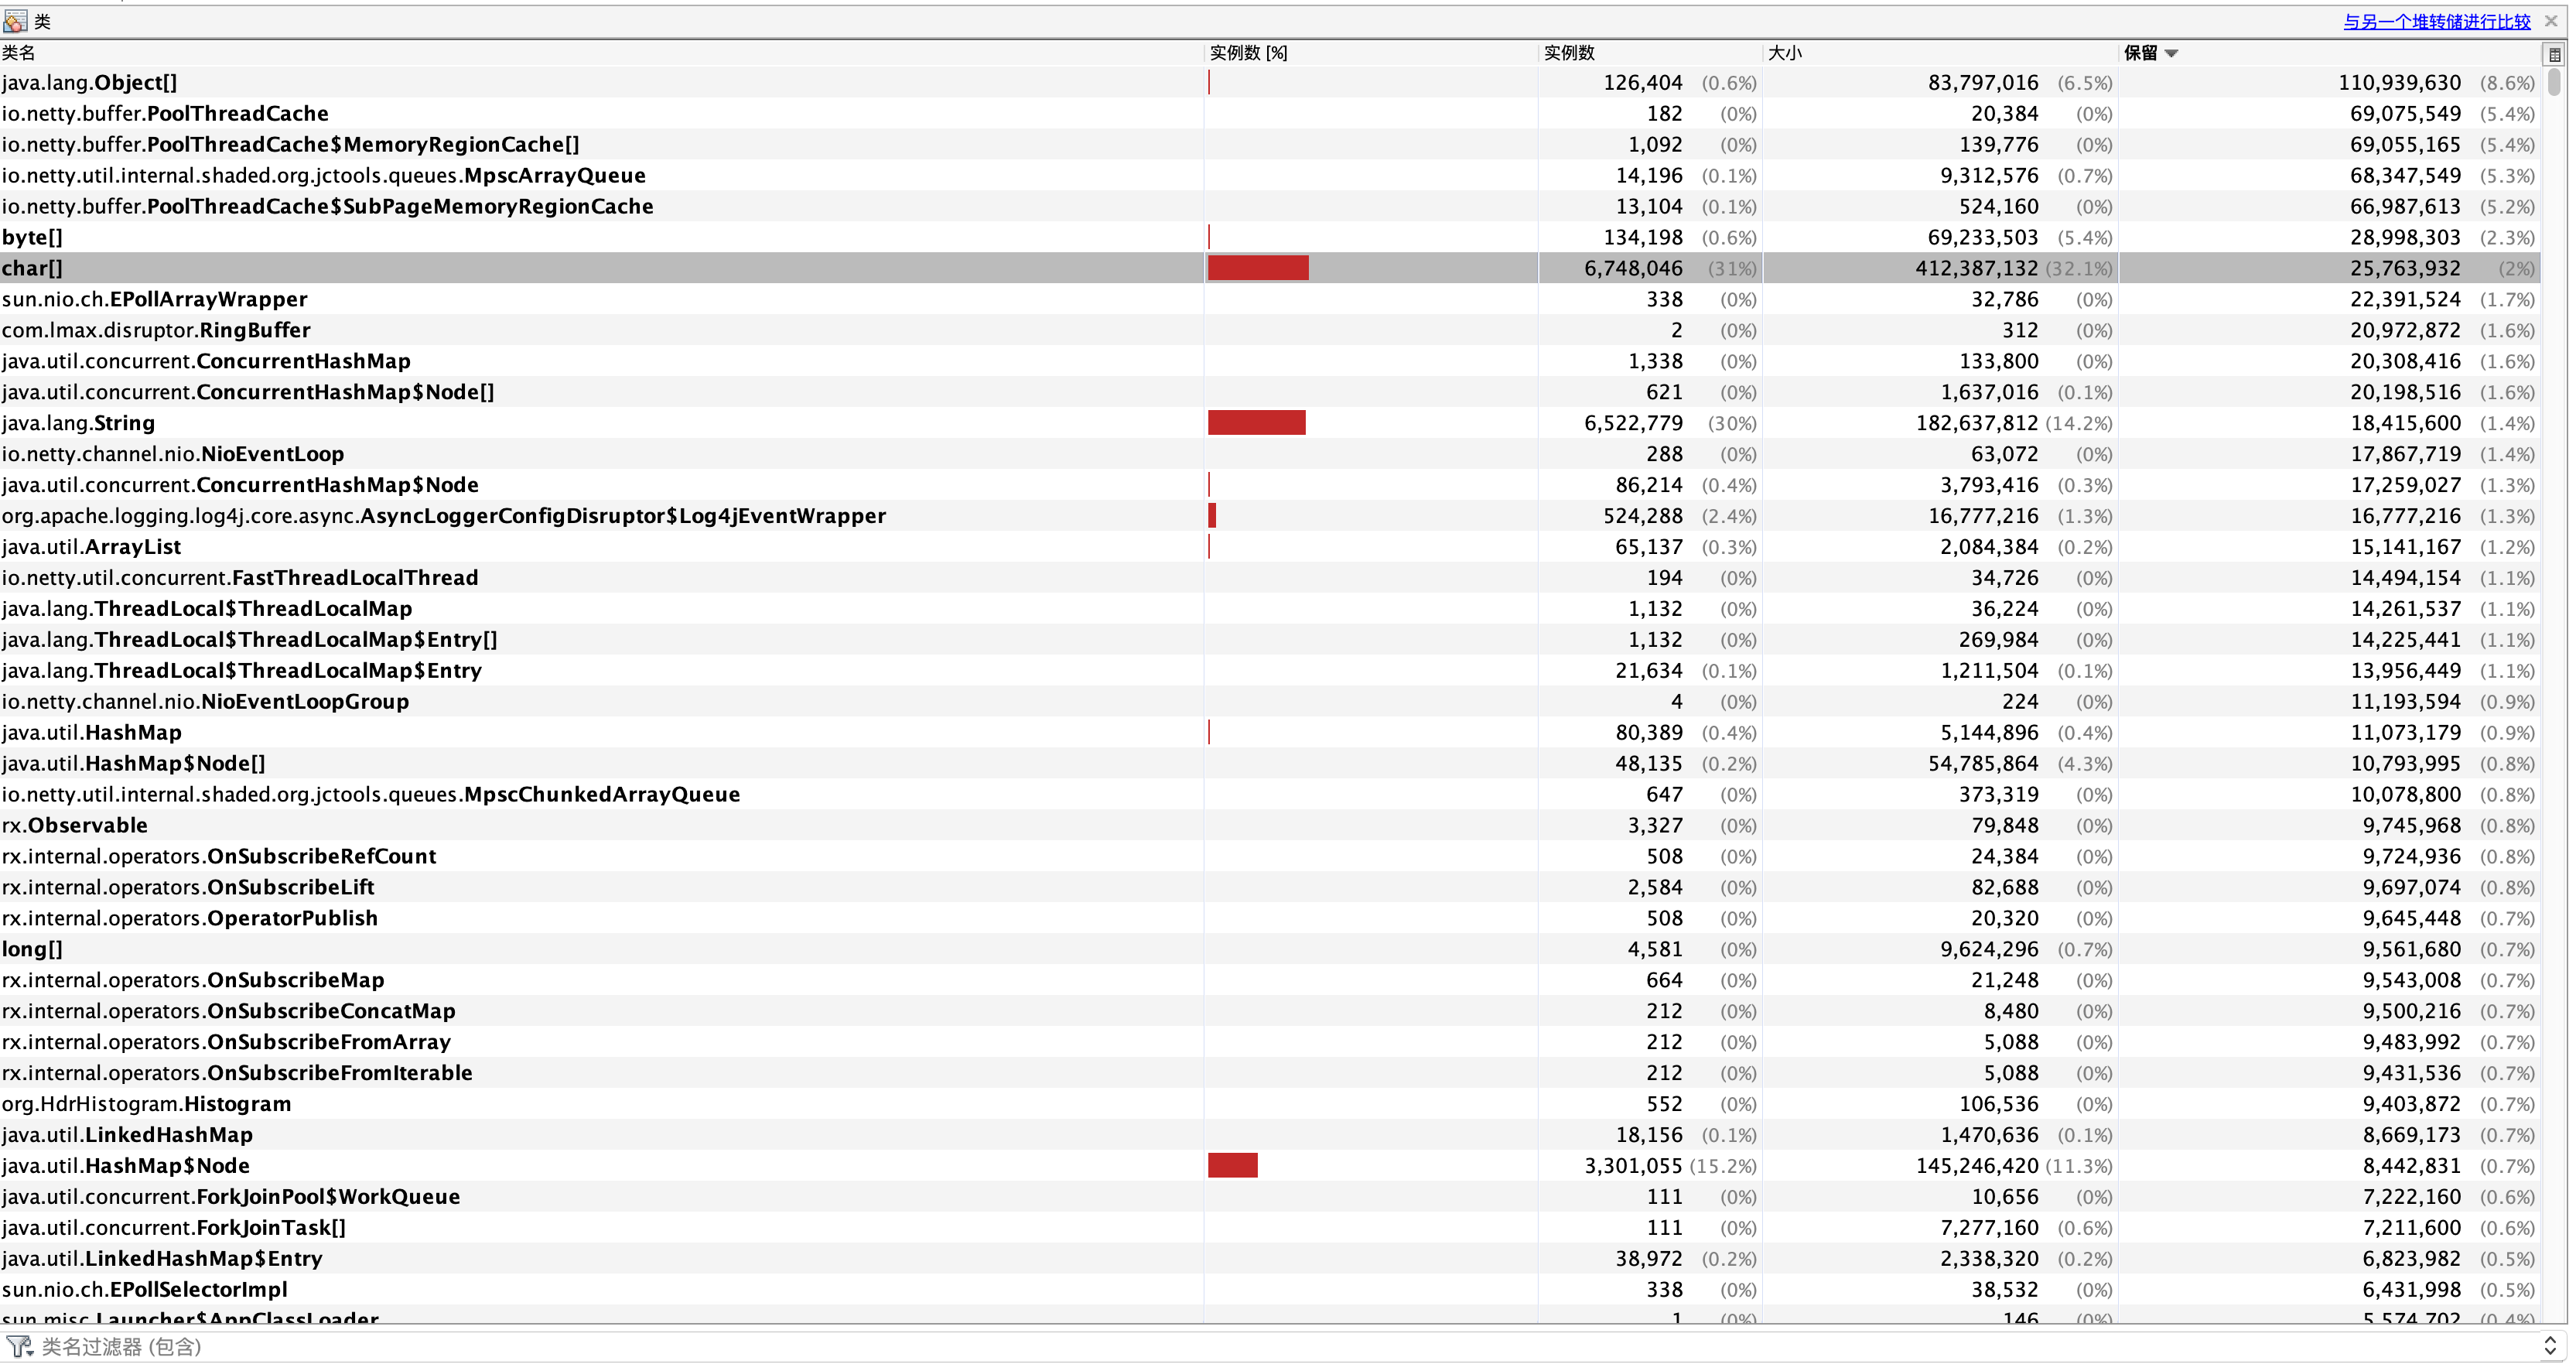 类 与另一个堆转储进行比较
类名 实例数 [%] 实例数 大小 保留
java.lang.Object[] 126,404 (0.6%) 83,797,016 (6.5%) 110,939,630 (8.6%)
io.netty.buffer.PoolThreadCache 182 (0%) 20,384 (0%) 69,075,549 (5.4%)
io.netty.buffer.PoolThreadCache$MemoryRegionCache[] 1,092 (0%) 139,776 (0%) 69,055,165 (5.4%)
io.netty.util.internal.shaded.org.jctools.queues.MpscArrayQueue 14,196 (0.1%) 9,312,576 (0.7%) 68,347,549 (5.3%)
io.netty.buffer.PoolThreadCache$SubPageMemoryRegionCache 13,104 (0.1%) 524,160 (0%) 66,987,613 (5.2%)
byte[] 134,198 (0.6%) 69,233,503 (5.4%) 28,998,303 (2.3%)
char[] 6,748,046 (31%) 412,387,132 (32.1%) 25,763,932 (2%)
sun.nio.ch.EPollArrayWrapper 338 (0%) 32,786 (0%) 22,391,524 (1.7%)
com.lmax.disruptor.RingBuffer 2 (0%) 312 (0%) 20,972,872 (1.6%)
java.util.concurrent.ConcurrentHashMap 1,338 (0%) 133,800 (0%) 20,308,416 (1.6%)
java.util.concurrent.ConcurrentHashMap$Node[] 621 (0%) 1,637,016 (0.1%) 20,198,516 (1.6%)
java.lang.String 6,522,779 (30%) 182,637,812 (14.2%) 18,415,600 (1.4%)
io.netty.channel.nio.NioEventLoop 288 (0%) 63,072 (0%) 17,867,719 (1.4%)
java.util.concurrent.ConcurrentHashMap$Node 86,214 (0.4%) 3,793,416 (0.3%) 17,259,027 (1.3%)
org.apache.logging.log4j.core.async.AsyncLoggerConfigDisruptor$Log4jEventWrapper 524,288 (2.4%) 16,777,216 (1.3%) 16,777,216 (1.3%)
java.util.ArrayList 65,137 (0.3%) 2,084,384 (0.2%) 15,141,167 (1.2%)
io.netty.util.concurrent.FastThreadLocalThread 194 (0%) 34,726 (0%) 14,494,154 (1.1%)
java.lang.ThreadLocal$ThreadLocalMap 1,132 (0%) 36,224 (0%) 14,261,537 (1.1%)
java.lang.ThreadLocal$ThreadLocalMap$Entry[] 1,132 (0%) 269,984 (0%) 14,225,441 (1.1%)
java.lang.ThreadLocal$ThreadLocalMap$Entry 21,634 (0.1%) 1,211,504 (0.1%) 13,956,449 (1.1%)
io.netty.channel.nio.NioEventLoopGroup 4 (0%) 224 (0%) 11,193,594 (0.9%)
java.util.HashMap 80,389 (0.4%) 5,144,896 (0.4%) 11,073,179 (0.9%)
java.util.HashMap$Node[] 48,135 (0.2%) 54,785,864 (4.3%) 10,793,995 (0.8%)
io.netty.util.internal.shaded.org.jctools.queues.MpscChunkedArrayQueue 647 (0%) 373,319 (0%) 10,078,800 (0.8%)
rx.Observable 3,327 (0%) 79,848 (0%) 9,745,968 (0.8%)
rx.internal.operators.OnSubscribeRefCount 508 (0%) 24,384 (0%) 9,724,936 (0.8%)
rx.internal.operators.OnSubscribeLift 2,584 (0%) 82,688 (0%) 9,697,074 (0.8%)
rx.internal.operators.OperatorPublish 508 (0%) 20,320 (0%) 9,645,448 (0.7%)
long[] 4,581 (0%) 9,624,296 (0.7%) 9,561,680 (0.7%)
rx.internal.operators.OnSubscribeMap 664 (0%) 21,248 (0%) 9,543,008 (0.7%)
rx.internal.operators.OnSubscribeConcatMap 212 (0%) 8,480 (0%) 9,500,216 (0.7%)
rx.internal.operators.OnSubscribeFromArray 212 (0%) 5,088 (0%) 9,483,992 (0.7%)
rx.internal.operators.OnSubscribeFromIterable 212 (0%) 5,088 (0%) 9,431,536 (0.7%)
org.HdrHistogram.Histogram 552 (0%) 106,536 (0%) 9,403,872 (0.7%)
java.util.LinkedHashMap 18,156 (0.1%) 1,470,636 (0.1%) 8,669,173 (0.7%)
java.util.HashMap$Node 3,301,055 (15.2%) 145,246,420 (11.3%) 8,442,831 (0.7%)
java.util.concurrent.ForkJoinPool$WorkQueue 111 (0%) 10,656 (0%) 7,222,160 (0.6%)
java.util.concurrent.ForkJoinTask[] 111 (0%) 7,277,160 (0.6%) 7,211,600 (0.6%)
java.util.LinkedHashMap$Entry 38,972 (0.2%) 2,338,320 (0.2%) 6,823,982 (0.5%)
sun.nio.ch.EPollSelectorImpl 338 (0%) 38,532 (0%) 6,431,998 (0.5%)
sun.misc.Launcher$AppClassLoader 1 (0%) 146 (0%) 5,574,702 (0.4%)
类名过滤器 (包含)